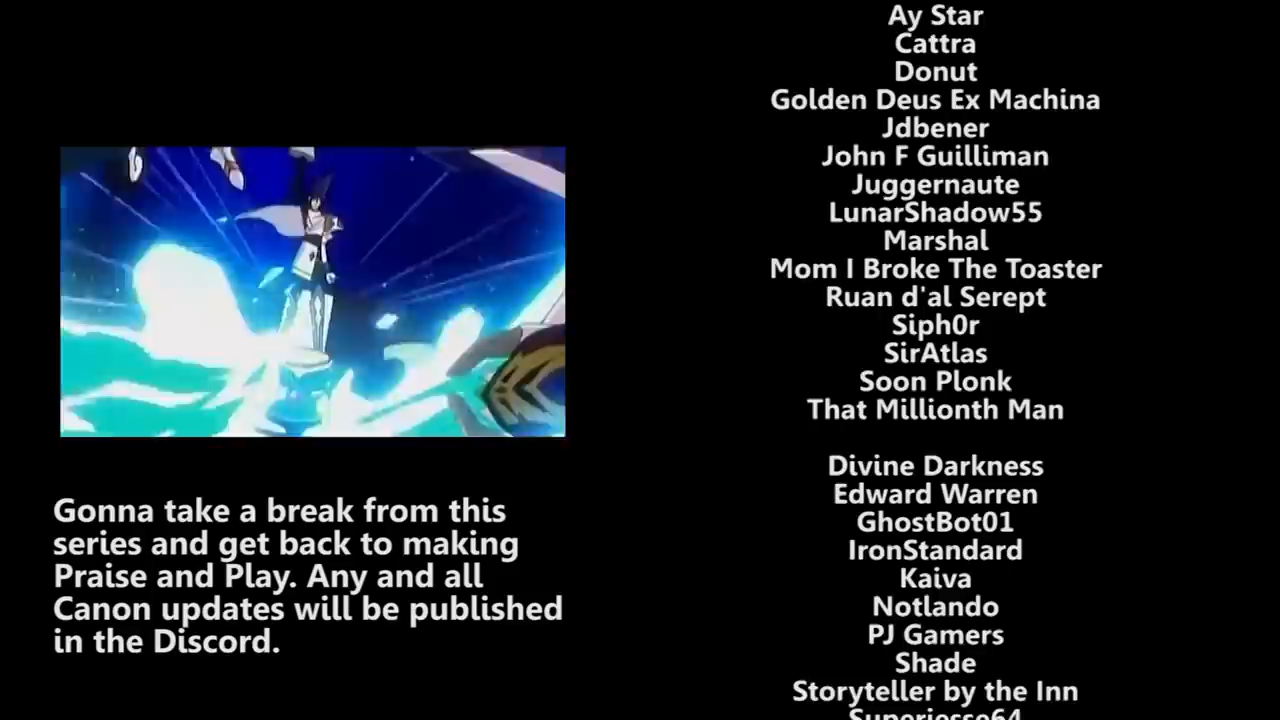 Gonna take a break from this
series and get back to making
Praise and Play. Any and all
Canon updates will be published
in the Discord.
Ay Star
Cattra
Donut
Golden Deus Ex Machina
Jdbener
John F Guilliman
Juggernaute
LunarShadow55
Marshal
Mom I Broke The Toaster
Ruan d'al Serept
Siph0r
SirAtlas
Soon Plonk
That Millionth Man
Divine Darkness
Edward Warren
GhostBot01
IronStandard
Kaiva
Notlando
PJ Gamers
Shade
Storyteller by the Inn
Superjesse64